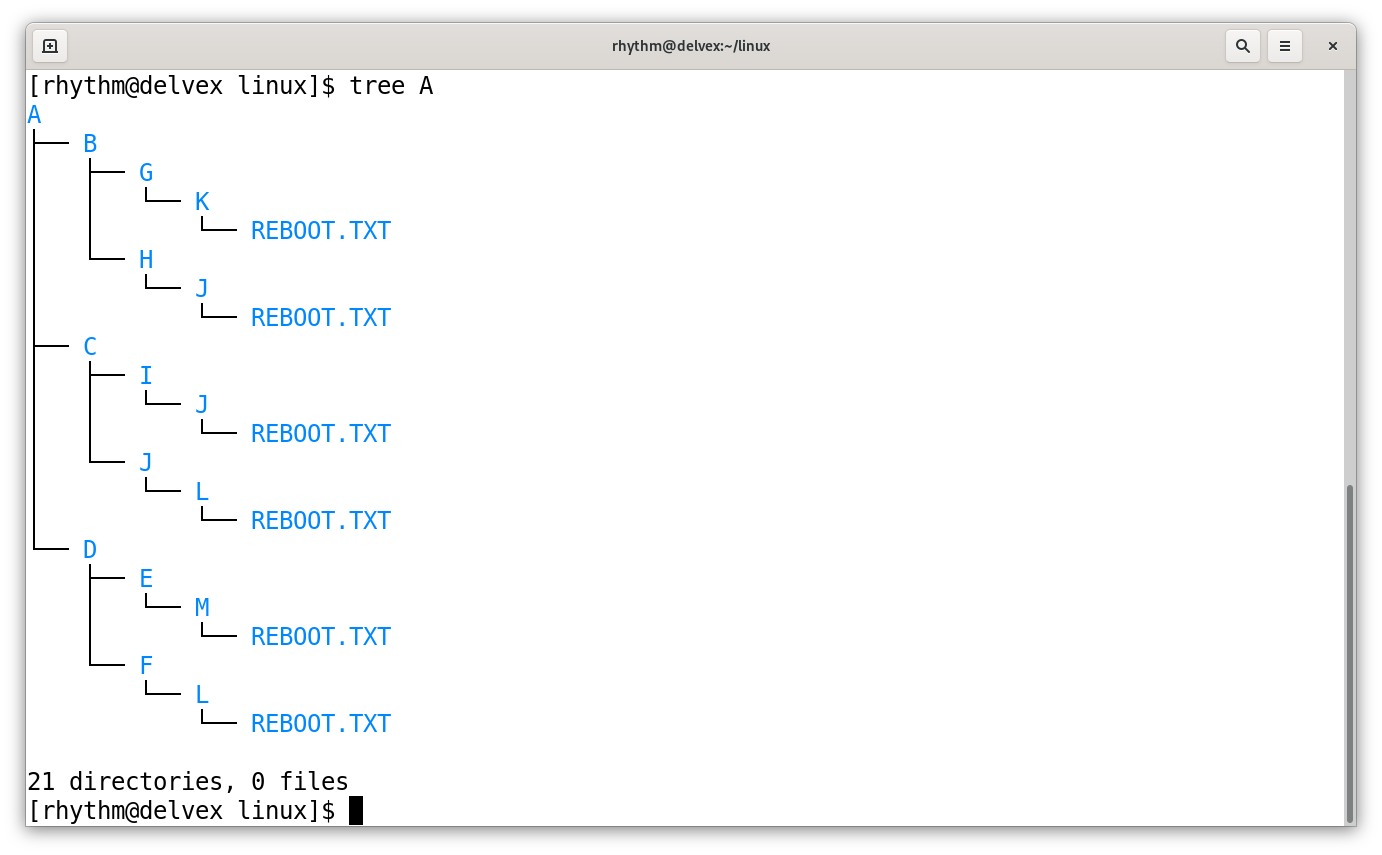 rhythm@delvex:~/linux
[rhythm@delvex linux]$ tree A
A
├── B
│   ├── G
│   │   └── K
│   │       └── REBOOT.TXT
│   └── H
│       └── J
│           └── REBOOT.TXT
├── C
│   ├── I
│   │   └── J
│   │       └── REBOOT.TXT
│   └── J
│       └── L
│           └── REBOOT.TXT
└── D
    ├── E
    │   └── M
    │       └── REBOOT.TXT
    └── F
        └── L
            └── REBOOT.TXT
21 directories, 0 files
[rhythm@delvex linux]$